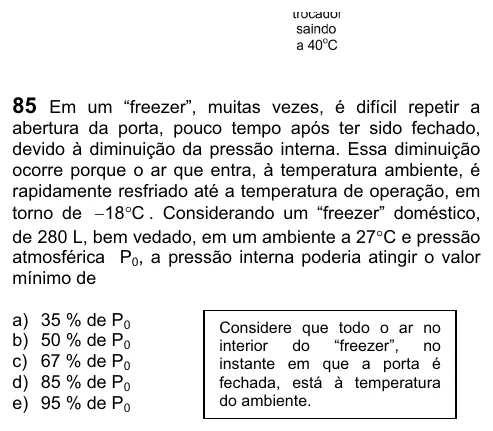 trocador
saindo
a 40°C
85 Em um “freezer”, muitas vezes, é difícil repetir a
abertura da porta, pouco tempo após ter sido fechado,
devido à diminuição da pressão interna. Essa diminuição
ocorre porque o ar que entra, à temperatura ambiente, é
rapidamente resfriado até a temperatura de operação, em
torno de −18°C. Considerando um “freezer” doméstico,
de 280 L, bem vedado, em um ambiente a 27°C e pressão
atmosférica P₀, a pressão interna poderia atingir o valor
mínimo de
a) 35 % de P₀
b) 50 % de P₀
c) 67 % de P₀
d) 85 % de P₀
e) 95 % de P₀
Considere que todo o ar no
interior do “freezer”, no
instante em que a porta é
fechada, está à temperatura
do ambiente.